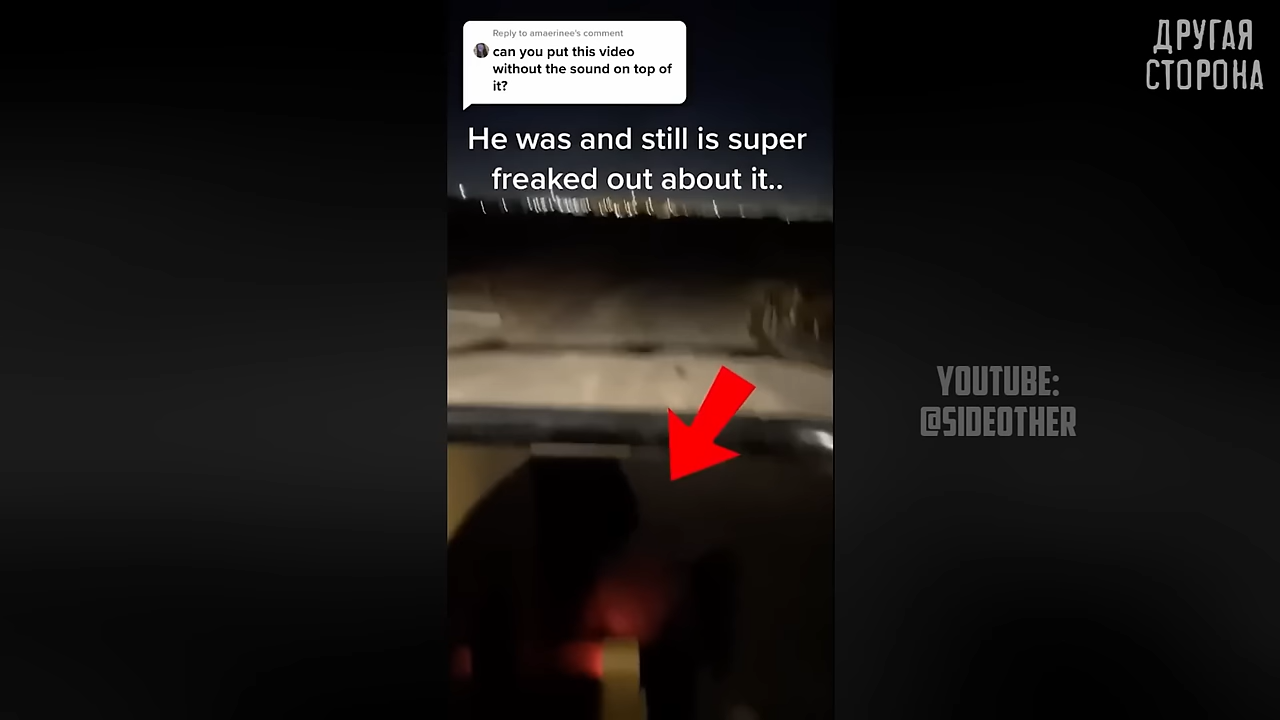 Reply to amaerinee's comment
can you put this video
without the sound on top of
it?
He was and still is super
freaked out about it..
ДРУГАЯ
СТОРОНА
YOUTUBE:
@SIDEOTHER